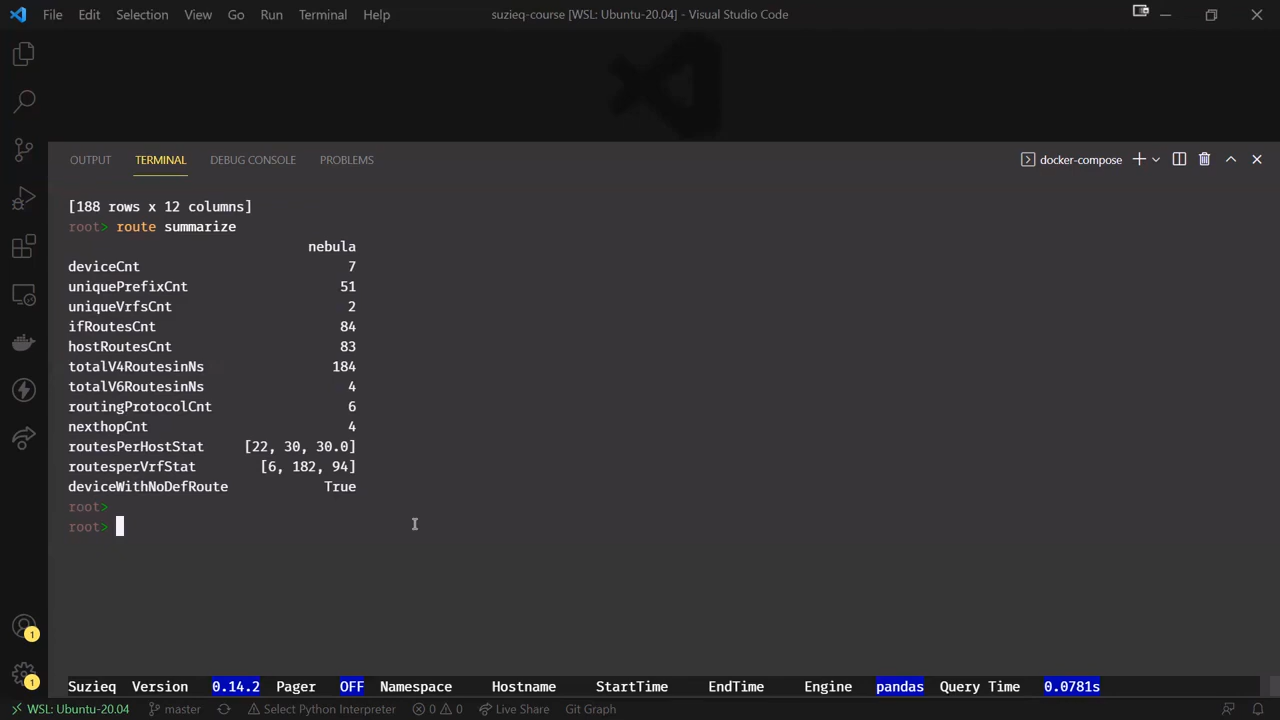 File Edit Selection View Go Run Terminal Help suzieq-course [WSL: Ubuntu-20.04] - Visual Studio Code
OUTPUT TERMINAL DEBUG CONSOLE PROBLEMS docker-compose
[188 rows x 12 columns]
root> route summarize
nebula
deviceCnt 7
uniquePrefixCnt 51
uniqueVrfsCnt 2
ifRoutesCnt 84
hostRoutesCnt 83
totalV4RoutesinNs 184
totalV6RoutesinNs 4
routingProtocolCnt 6
nexthopCnt 4
routesPerHostStat [22, 30, 30.0]
routesperVrfStat [6, 182, 94]
deviceWithNoDefRoute True
root>
root>
1
1
Suzieq Version 0.14.2 Pager OFF Namespace Hostname StartTime EndTime Engine pandas Query Time 0.0781s
WSL: Ubuntu-20.04 master Select Python Interpreter 0 0 Live Share Git Graph